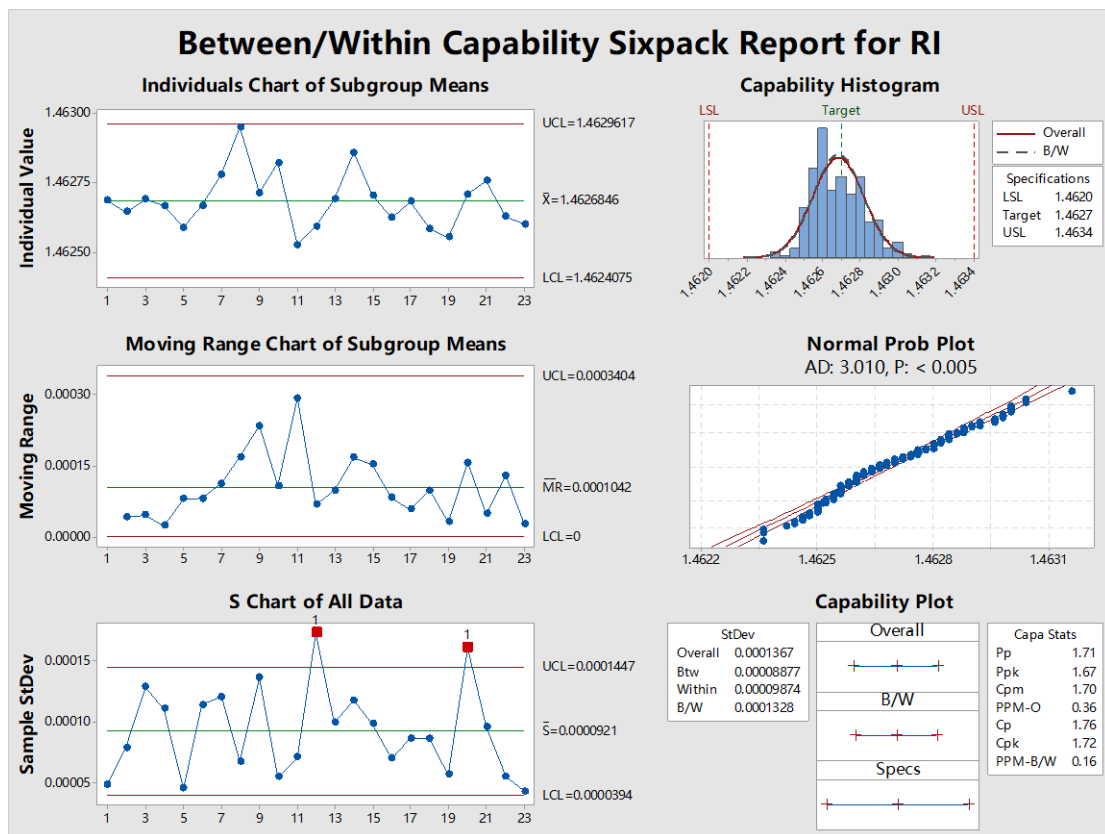 Between/Within Capability Sixpack Report for RI
Individuals Chart of Subgroup Means
Individual Value
1.46300
1.46275
1.46250
UCL=1.4629617
X̿=1.4626846
LCL=1.4624075
1 3 5 7 9 11 13 15 17 19 21 23
Moving Range Chart of Subgroup Means
Moving Range
0.00030
0.00015
0.00000
UCL=0.0003404
M̅R̅=0.0001042
LCL=0
1 3 5 7 9 11 13 15 17 19 21 23
S Chart of All Data
Sample StDev
0.00015
0.00010
0.00005
1 1
UCL=0.0001447
S̅=0.0000921
LCL=0.0000394
1 3 5 7 9 11 13 15 17 19 21 23
Capability Histogram
LSL Target USL
1.4620 1.4622 1.4624 1.4626 1.4628 1.4630 1.4632 1.4634
Overall
B/W
Specifications
LSL 1.4620
Target 1.4627
USL 1.4634
Normal Prob Plot
AD: 3.010, P: < 0.005
1.4622 1.4625 1.4628 1.4631
Capability Plot
StDev
Overall 0.0001367
Btw 0.00008877
Within 0.00009874
B/W 0.0001328
Overall
B/W
Specs
Capa Stats
Pp 1.71
Ppk 1.67
Cpm 1.70
PPM-O 0.36
Cp 1.76
Cpk 1.72
PPM-B/W 0.16